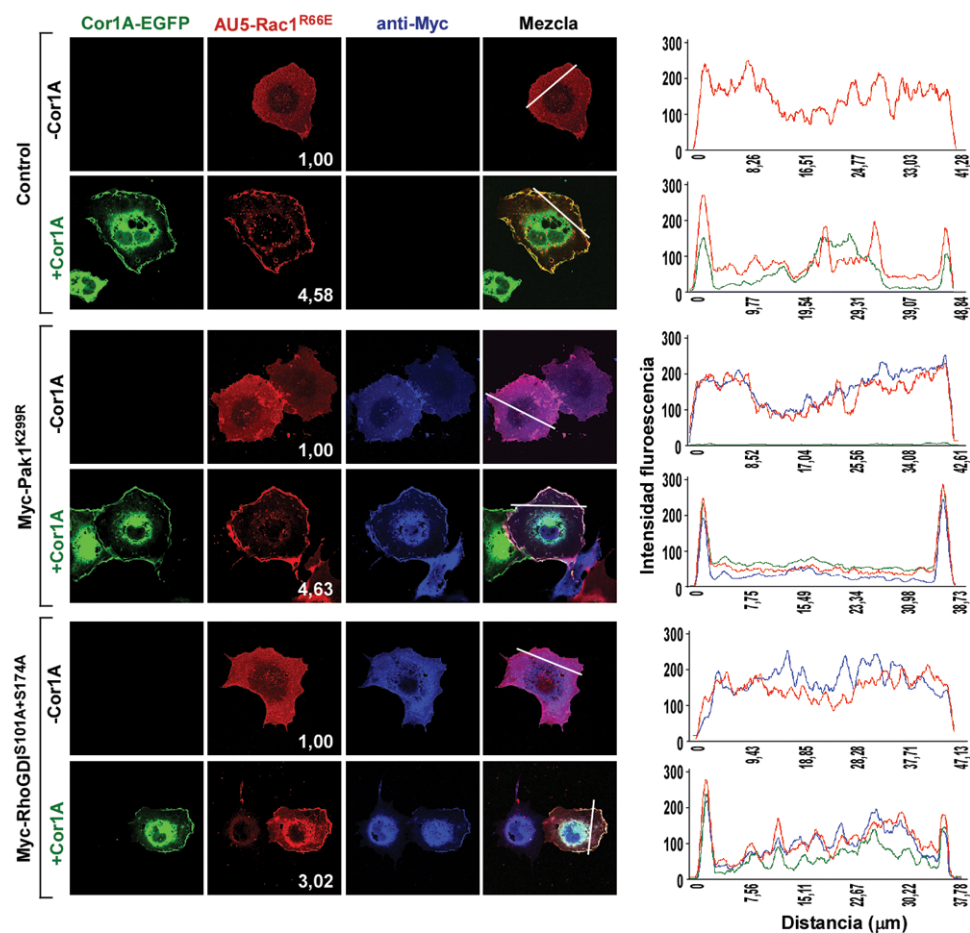 Cor1A-EGFP AU5-Rac1R66E anti-Myc Mezcla
Control
-Cor1A
1,00
+Cor1A
4,58
Myc-Pak1K299R
-Cor1A
1,00
+Cor1A
4,63
Myc-RhoGDIS101A+S174A
-Cor1A
1,00
+Cor1A
3,02
Intensidad fluroescencia
300
200
100
0
0 8,26 16,51 24,77 33,03 41,28
300
200
100
0
0 9,77 19,54 29,31 39,07 48,84
300
200
100
0
0 8,52 17,04 25,56 34,08 42,61
300
200
100
0
0 7,75 15,49 23,34 30,98 38,73
300
200
100
0
0 9,43 18,85 28,28 37,71 47,13
300
200
100
0
0 7,56 15,11 22,67 30,22 37,78
Distancia (μm)